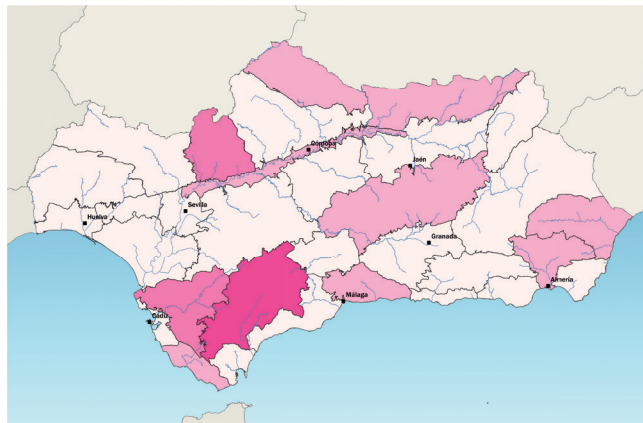 Córdoba
Jaén
Sevilla
Huelva
Granada
Almería
Málaga
Cádiz